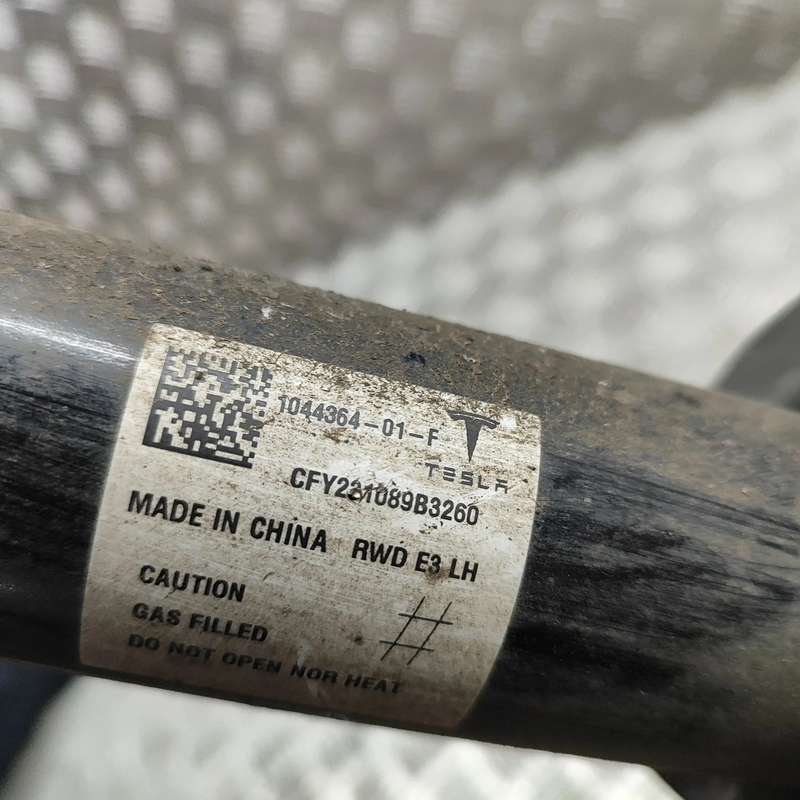 1044364-01-F
TESLA
CFY231089B3260
MADE IN CHINA RWD E3 LH
CAUTION
GAS FILLED
DO NOT OPEN NOR HEAT
#